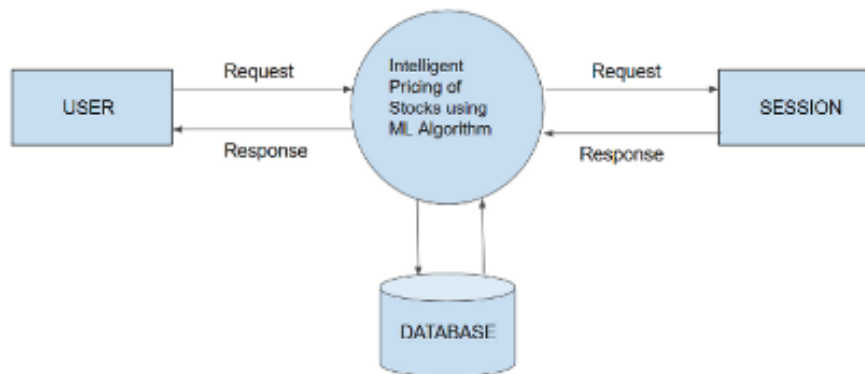 Request
Request
USER
Intelligent
Pricing of
Stocks using
ML Algorithm
SESSION
Response
Response
DATABASE